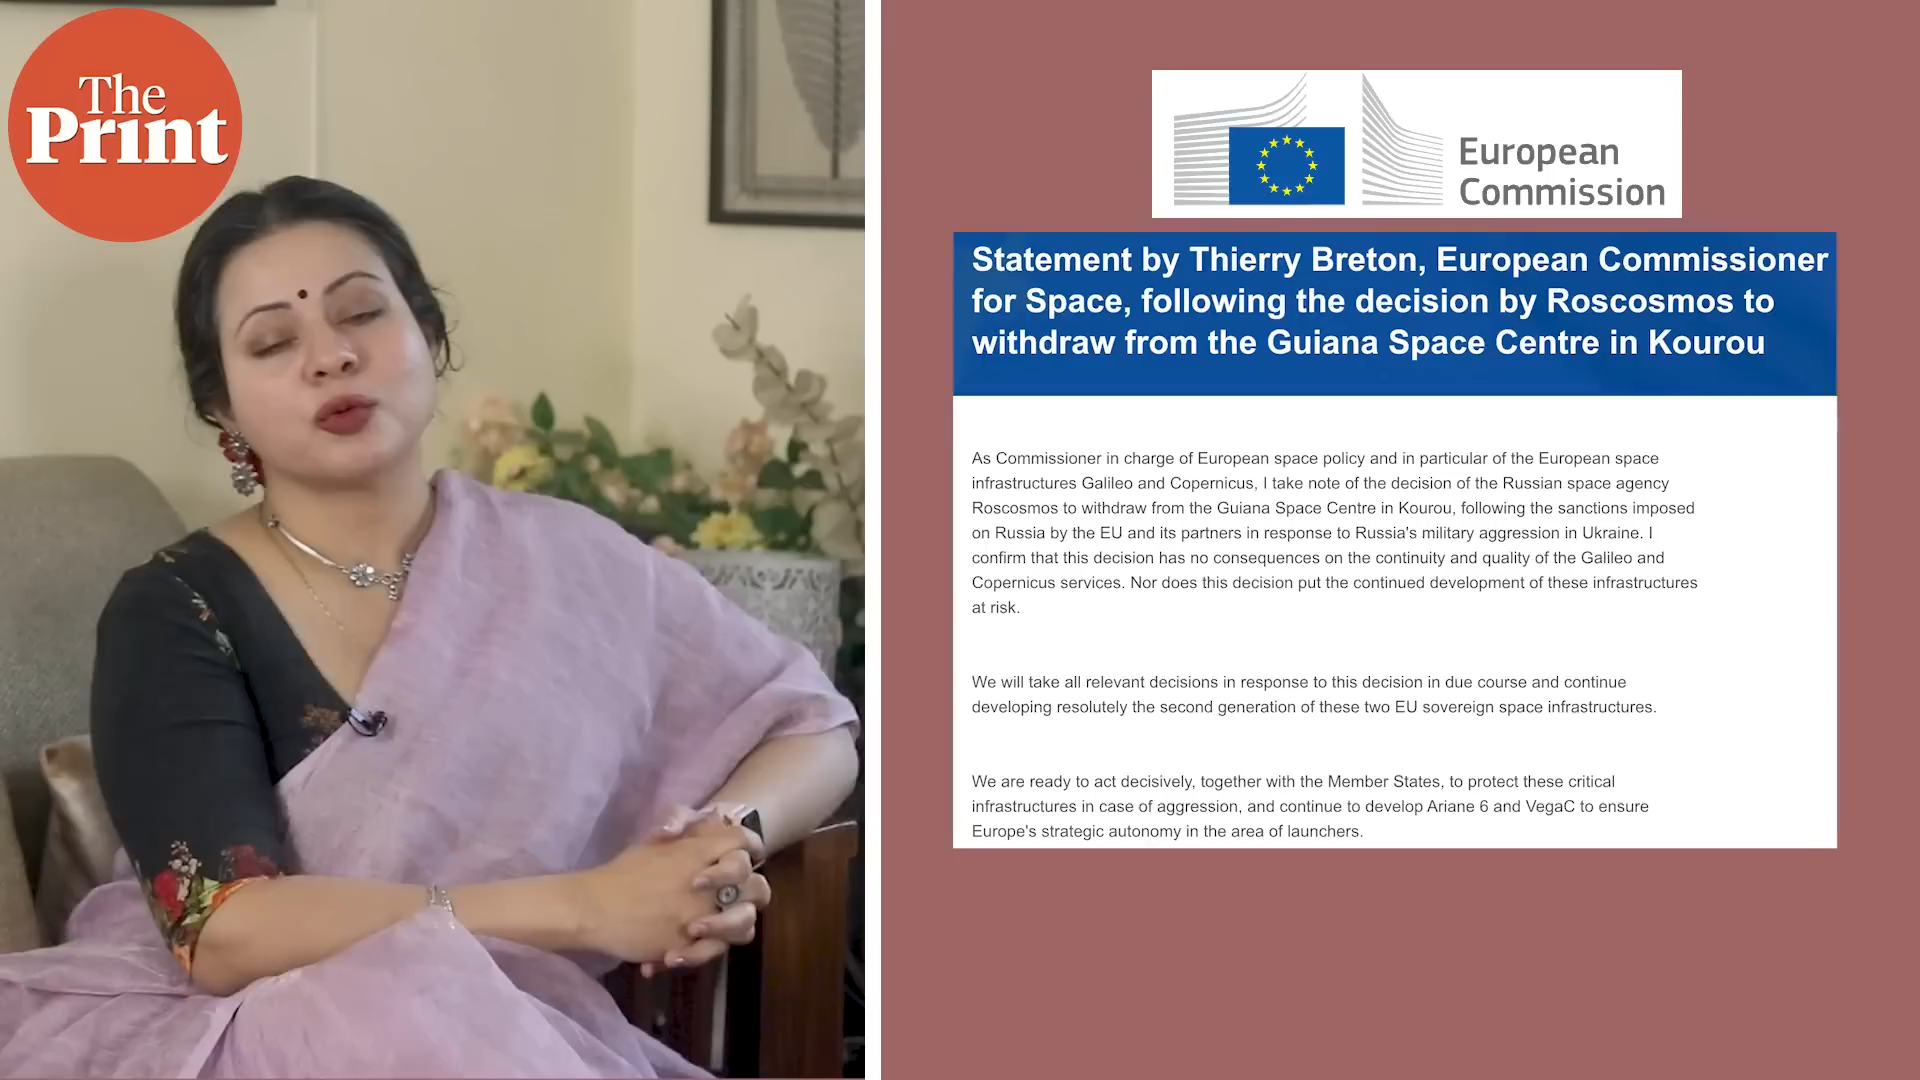 The
Print
European
Commission
Statement by Thierry Breton, European Commissioner
for Space, following the decision by Roscosmos to
withdraw from the Guiana Space Centre in Kourou
As Commissioner in charge of European space policy and in particular of the European space
infrastructures Galileo and Copernicus, I take note of the decision of the Russian space agency
Roscosmos to withdraw from the Guiana Space Centre in Kourou, following the sanctions imposed
on Russia by the EU and its partners in response to Russia's military aggression in Ukraine. I
confirm that this decision has no consequences on the continuity and quality of the Galileo and
Copernicus services. Nor does this decision put the continued development of these infrastructures
at risk.
We will take all relevant decisions in response to this decision in due course and continue
developing resolutely the second generation of these two EU sovereign space infrastructures.
We are ready to act decisively, together with the Member States, to protect these critical
infrastructures in case of aggression, and continue to develop Ariane 6 and VegaC to ensure
Europe's strategic autonomy in the area of launchers.